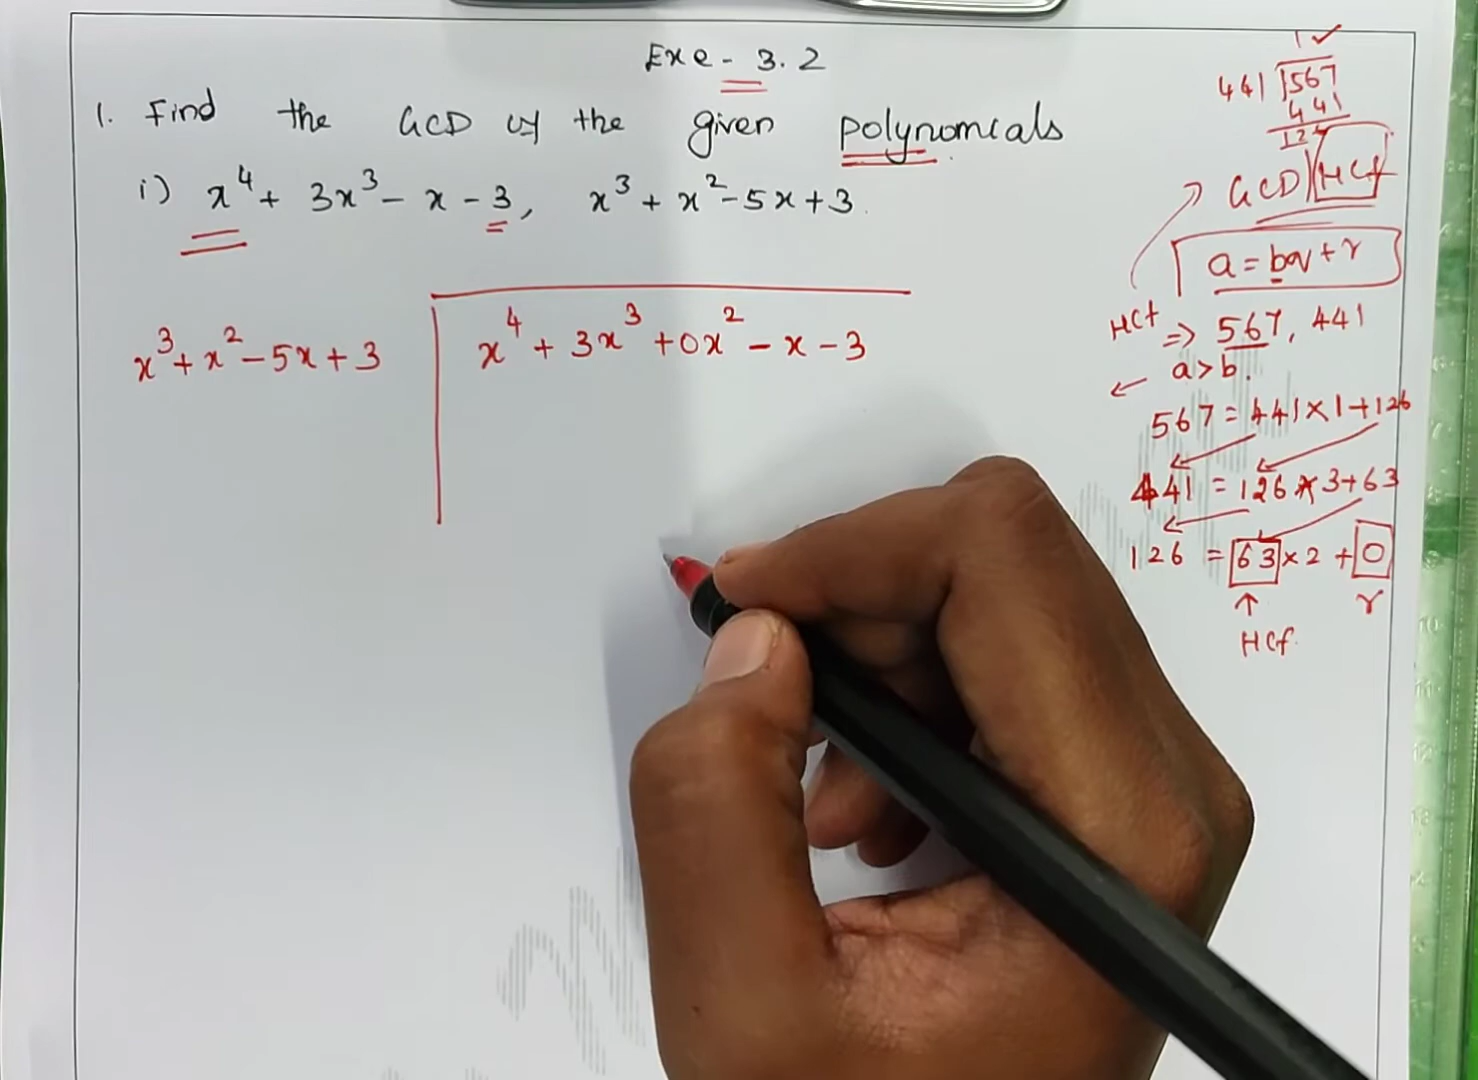 Exe - 3.2
1. Find the GCD of the given polynomials
i) x⁴ + 3x³ - x - 3, x³ + x² - 5x + 3
x³ + x² - 5x + 3
x⁴ + 3x³ + 0x² - x - 3
1 ✓
441 567
441
GCD/HCf
a = bq + r
HCf => 567, 441
← a > b.
567 = 441 × 1 + 126
441 = 126 × 3 + 63
126 = 63 × 2 + 0
↑ r
HCf.